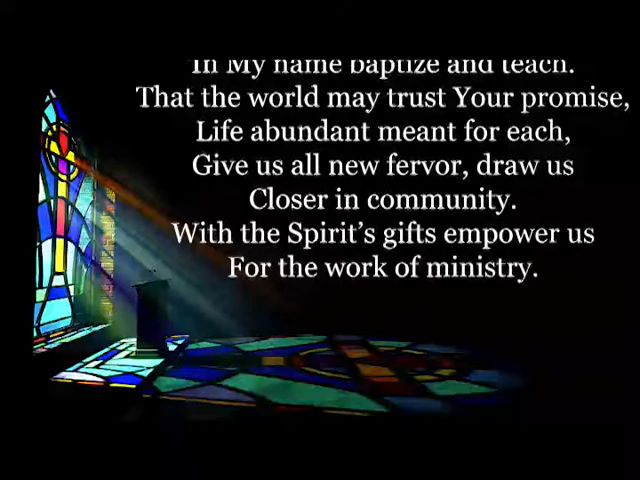 In My name baptize and teach.
That the world may trust Your promise,
Life abundant meant for each,
Give us all new fervor, draw us
Closer in community.
With the Spirit's gifts empower us
For the work of ministry.